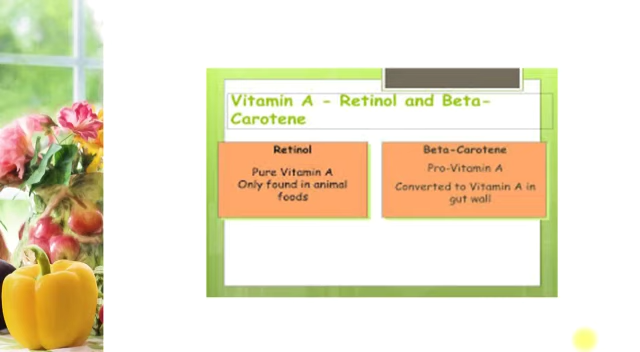 Vitamin A - Retinol and Beta-
Carotene
Retinol
Pure Vitamin A
Only found in animal
foods
Beta-Carotene
Pro-Vitamin A
Converted to Vitamin A in
gut wall